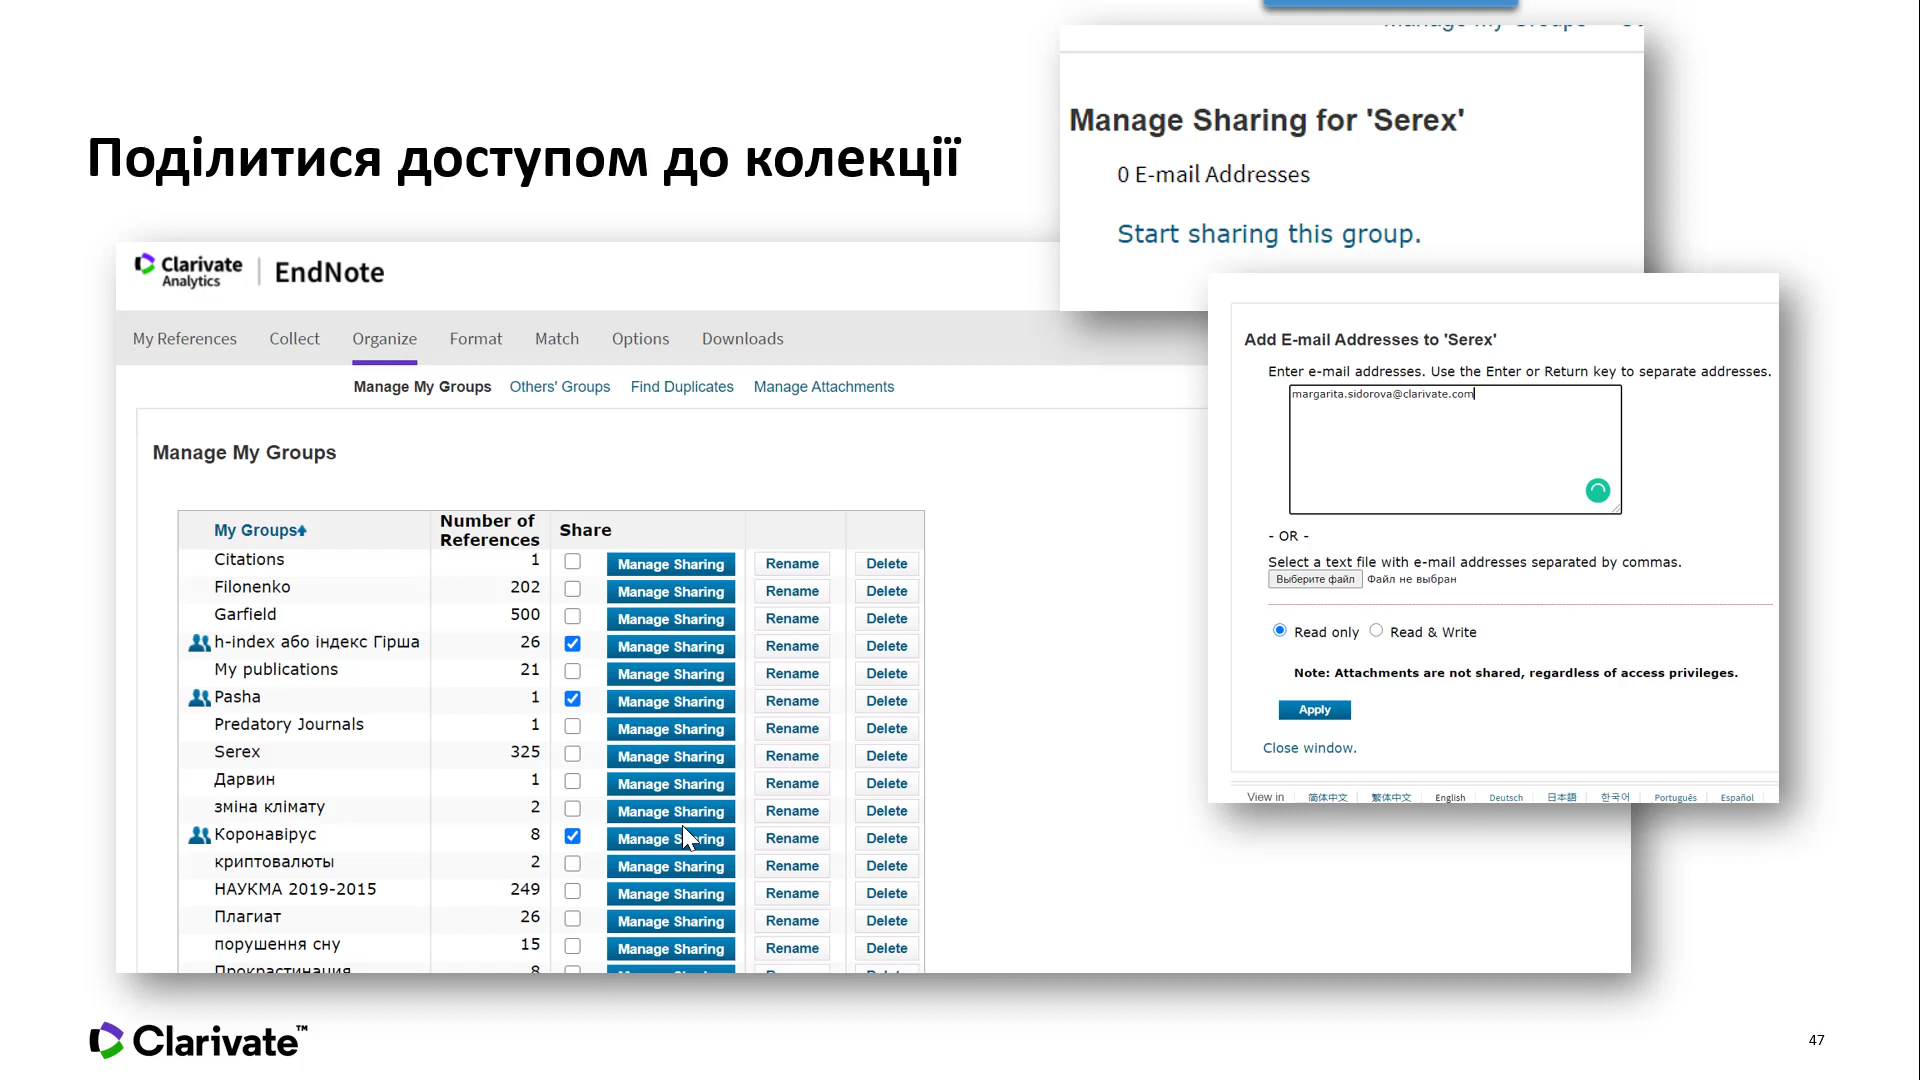 Поділитися доступом до колекції
Manage Sharing for 'Serex'
0 E-mail Addresses
Start sharing this group.
Clarivate
Analytics
EndNote
My References Collect Organize Format Match Options Downloads
Manage My Groups Others' Groups Find Duplicates Manage Attachments
Manage My Groups
My Groups Number of References Share
Citations 1 Manage Sharing Rename Delete
Filonenko 202 Manage Sharing Rename Delete
Garfield 500 Manage Sharing Rename Delete
h-index або індекс Гірша 26 Manage Sharing Rename Delete
My publications 21 Manage Sharing Rename Delete
Pasha 1 Manage Sharing Rename Delete
Predatory Journals 1 Manage Sharing Rename Delete
Serex 325 Manage Sharing Rename Delete
Дарвин 1 Manage Sharing Rename Delete
зміна клімату 2 Manage Sharing Rename Delete
Коронавірус 8 Manage Sharing Rename Delete
криптовалюты 2 Manage Sharing Rename Delete
НАУКМА 2019-2015 249 Manage Sharing Rename Delete
Плагиат 26 Manage Sharing Rename Delete
порушення сну 15 Manage Sharing Rename Delete
Прокрастинация 8
Add E-mail Addresses to 'Serex'
Enter e-mail addresses. Use the Enter or Return key to separate addresses.
margarita.sidorova@clarivate.com
- OR -
Select a text file with e-mail addresses separated by commas.
Выберите файл Файл не выбран
Read only Read & Write
Note: Attachments are not shared, regardless of access privileges.
Apply
Close window.
View in 简体中文 繁体中文 English Deutsch 日本語 한국어 Português Español
Clarivate™
47